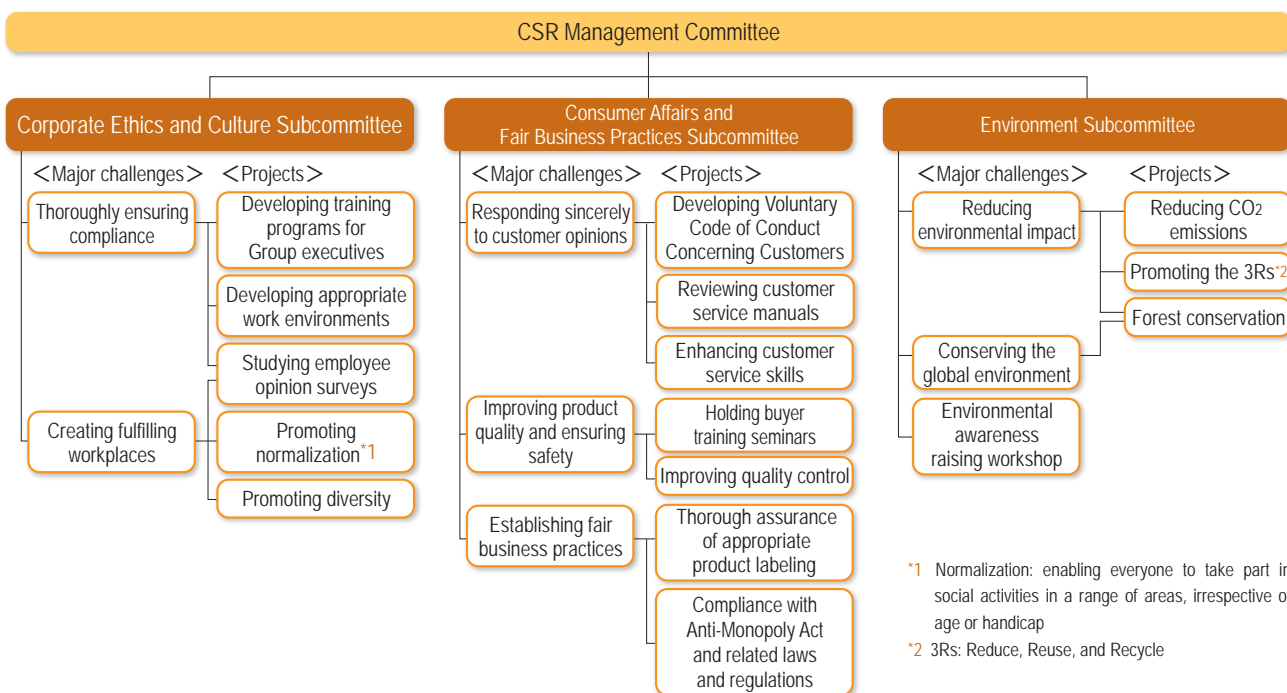 CSR Management Committee
Corporate Ethics and Culture Subcommittee
<Major challenges>
<Projects>
Thoroughly ensuring
compliance
Developing training
programs for
Group executives
Developing appropriate
work environments
Studying employee
opinion surveys
Creating fulfilling
workplaces
Promoting
normalization*1
Promoting diversity
Consumer Affairs and
Fair Business Practices Subcommittee
<Major challenges>
<Projects>
Responding sincerely
to customer opinions
Developing Voluntary
Code of Conduct
Concerning Customers
Reviewing customer
service manuals
Enhancing customer
service skills
Improving product
quality and ensuring
safety
Holding buyer
training seminars
Improving quality control
Establishing fair
business practices
Thorough assurance
of appropriate
product labeling
Compliance with
Anti-Monopoly Act
and related laws
and regulations
Environment Subcommittee
<Major challenges>
<Projects>
Reducing
environmental impact
Reducing CO2
emissions
Promoting the 3Rs*2
Forest conservation
Conserving the
global environment
Environmental
awareness
raising workshop
*1 Normalization: enabling everyone to take part in
social activities in a range of areas, irrespective o
age or handicap
*2 3Rs: Reduce, Reuse, and Recycle